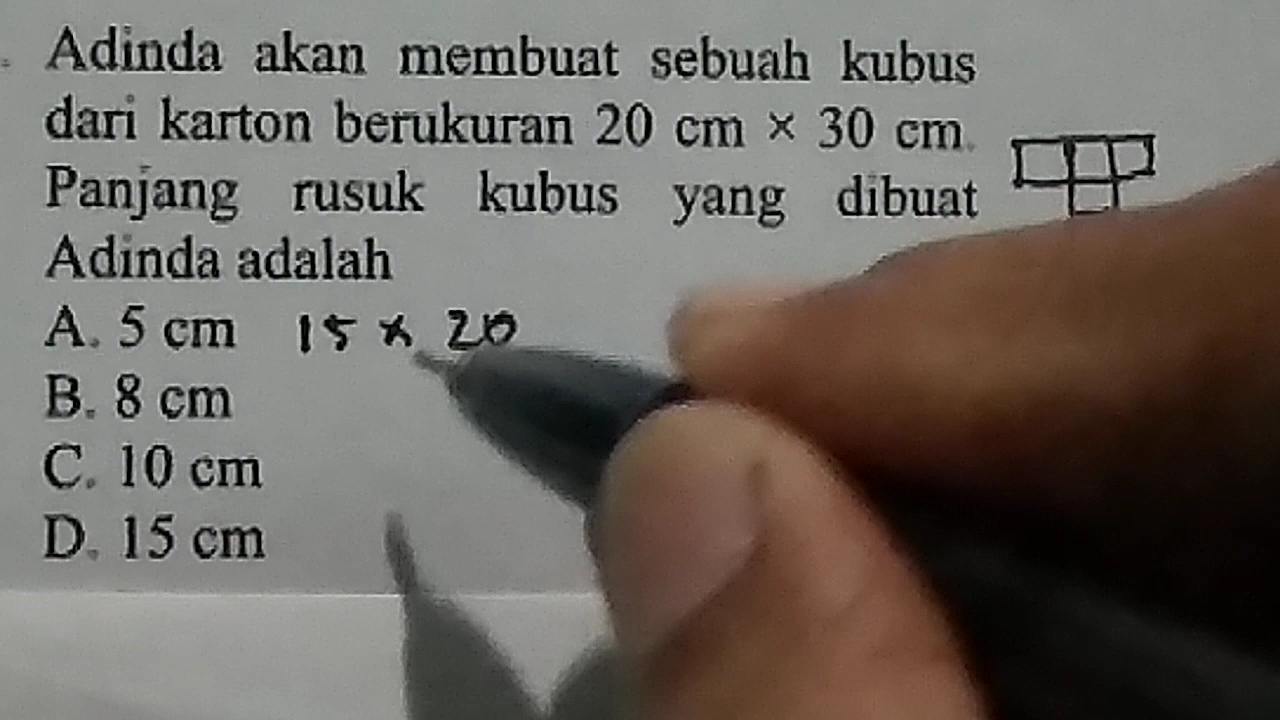 Adinda akan membuat sebuah kubus
dari karton berukuran 20 cm × 30 cm.
Panjang rusuk kubus yang dibuat
Adinda adalah
A. 5 cm 15 × 20
B. 8 cm
C. 10 cm
D. 15 cm